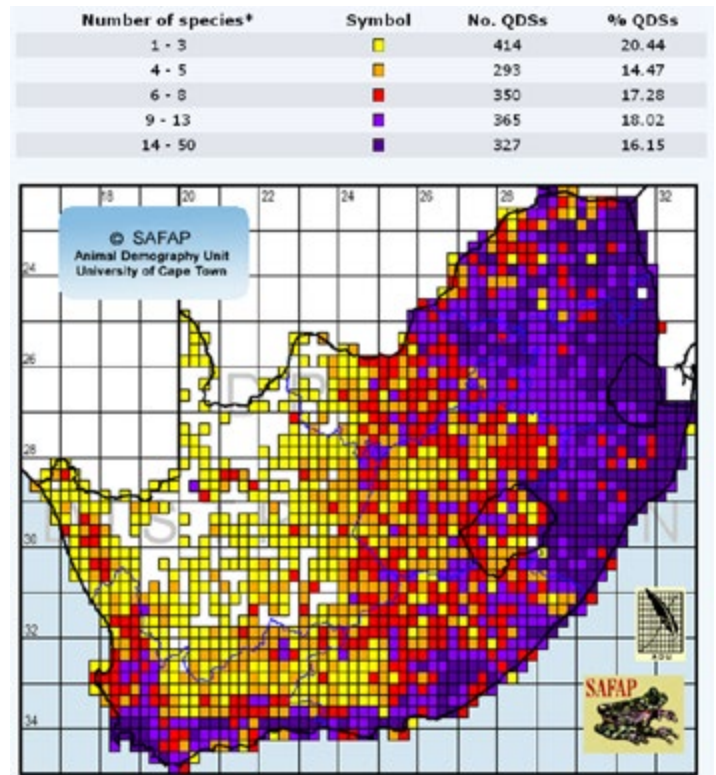 Number of species* Symbol No. QDSs % QDSs
1 - 3 414 20.44
4 - 5 293 14.47
6 - 8 350 17.28
9 - 13 365 18.02
14 - 50 327 16.15
18 20 22 24 26 28 32
© SAFAP
Animal Demography Unit
University of Cape Town
24
26
28
30
32
34
N
ADU
SAFAP